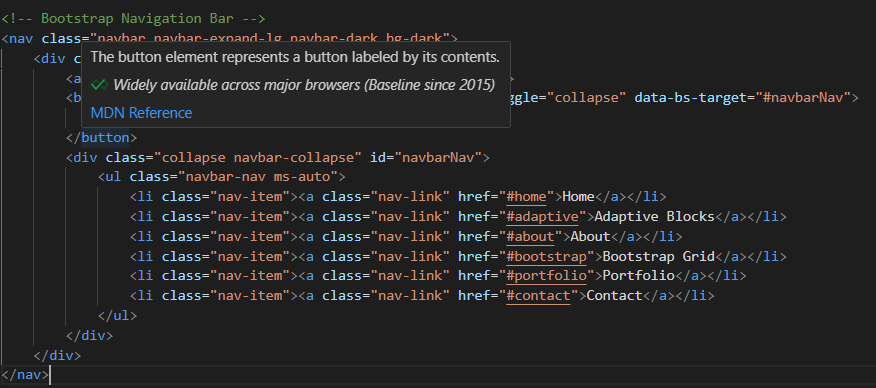 <!-- Bootstrap Navigation Bar -->
<nav class="navbar navbar-expand-lg navbar-dark bg-dark">
<div c
The button element represents a button labeled by its contents.
<a
Widely available across major browsers (Baseline since 2015)
>
<b
ggle="collapse" data-bs-target="#navbarNav">
MDN Reference
</button>
<div class="collapse navbar-collapse" id="navbarNav">
<ul class="navbar-nav ms-auto">
<li class="nav-item"><a class="nav-link" href="#home">Home</a></li>
<li class="nav-item"><a class="nav-link" href="#adaptive">Adaptive Blocks</a></li>
<li class="nav-item"><a class="nav-link" href="#about">About</a></li>
<li class="nav-item"><a class="nav-link" href="#bootstrap">Bootstrap Grid</a></li>
<li class="nav-item"><a class="nav-link" href="#portfolio">Portfolio</a></li>
<li class="nav-item"><a class="nav-link" href="#contact">Contact</a></li>
</ul>
</div>
</div>
</nav>